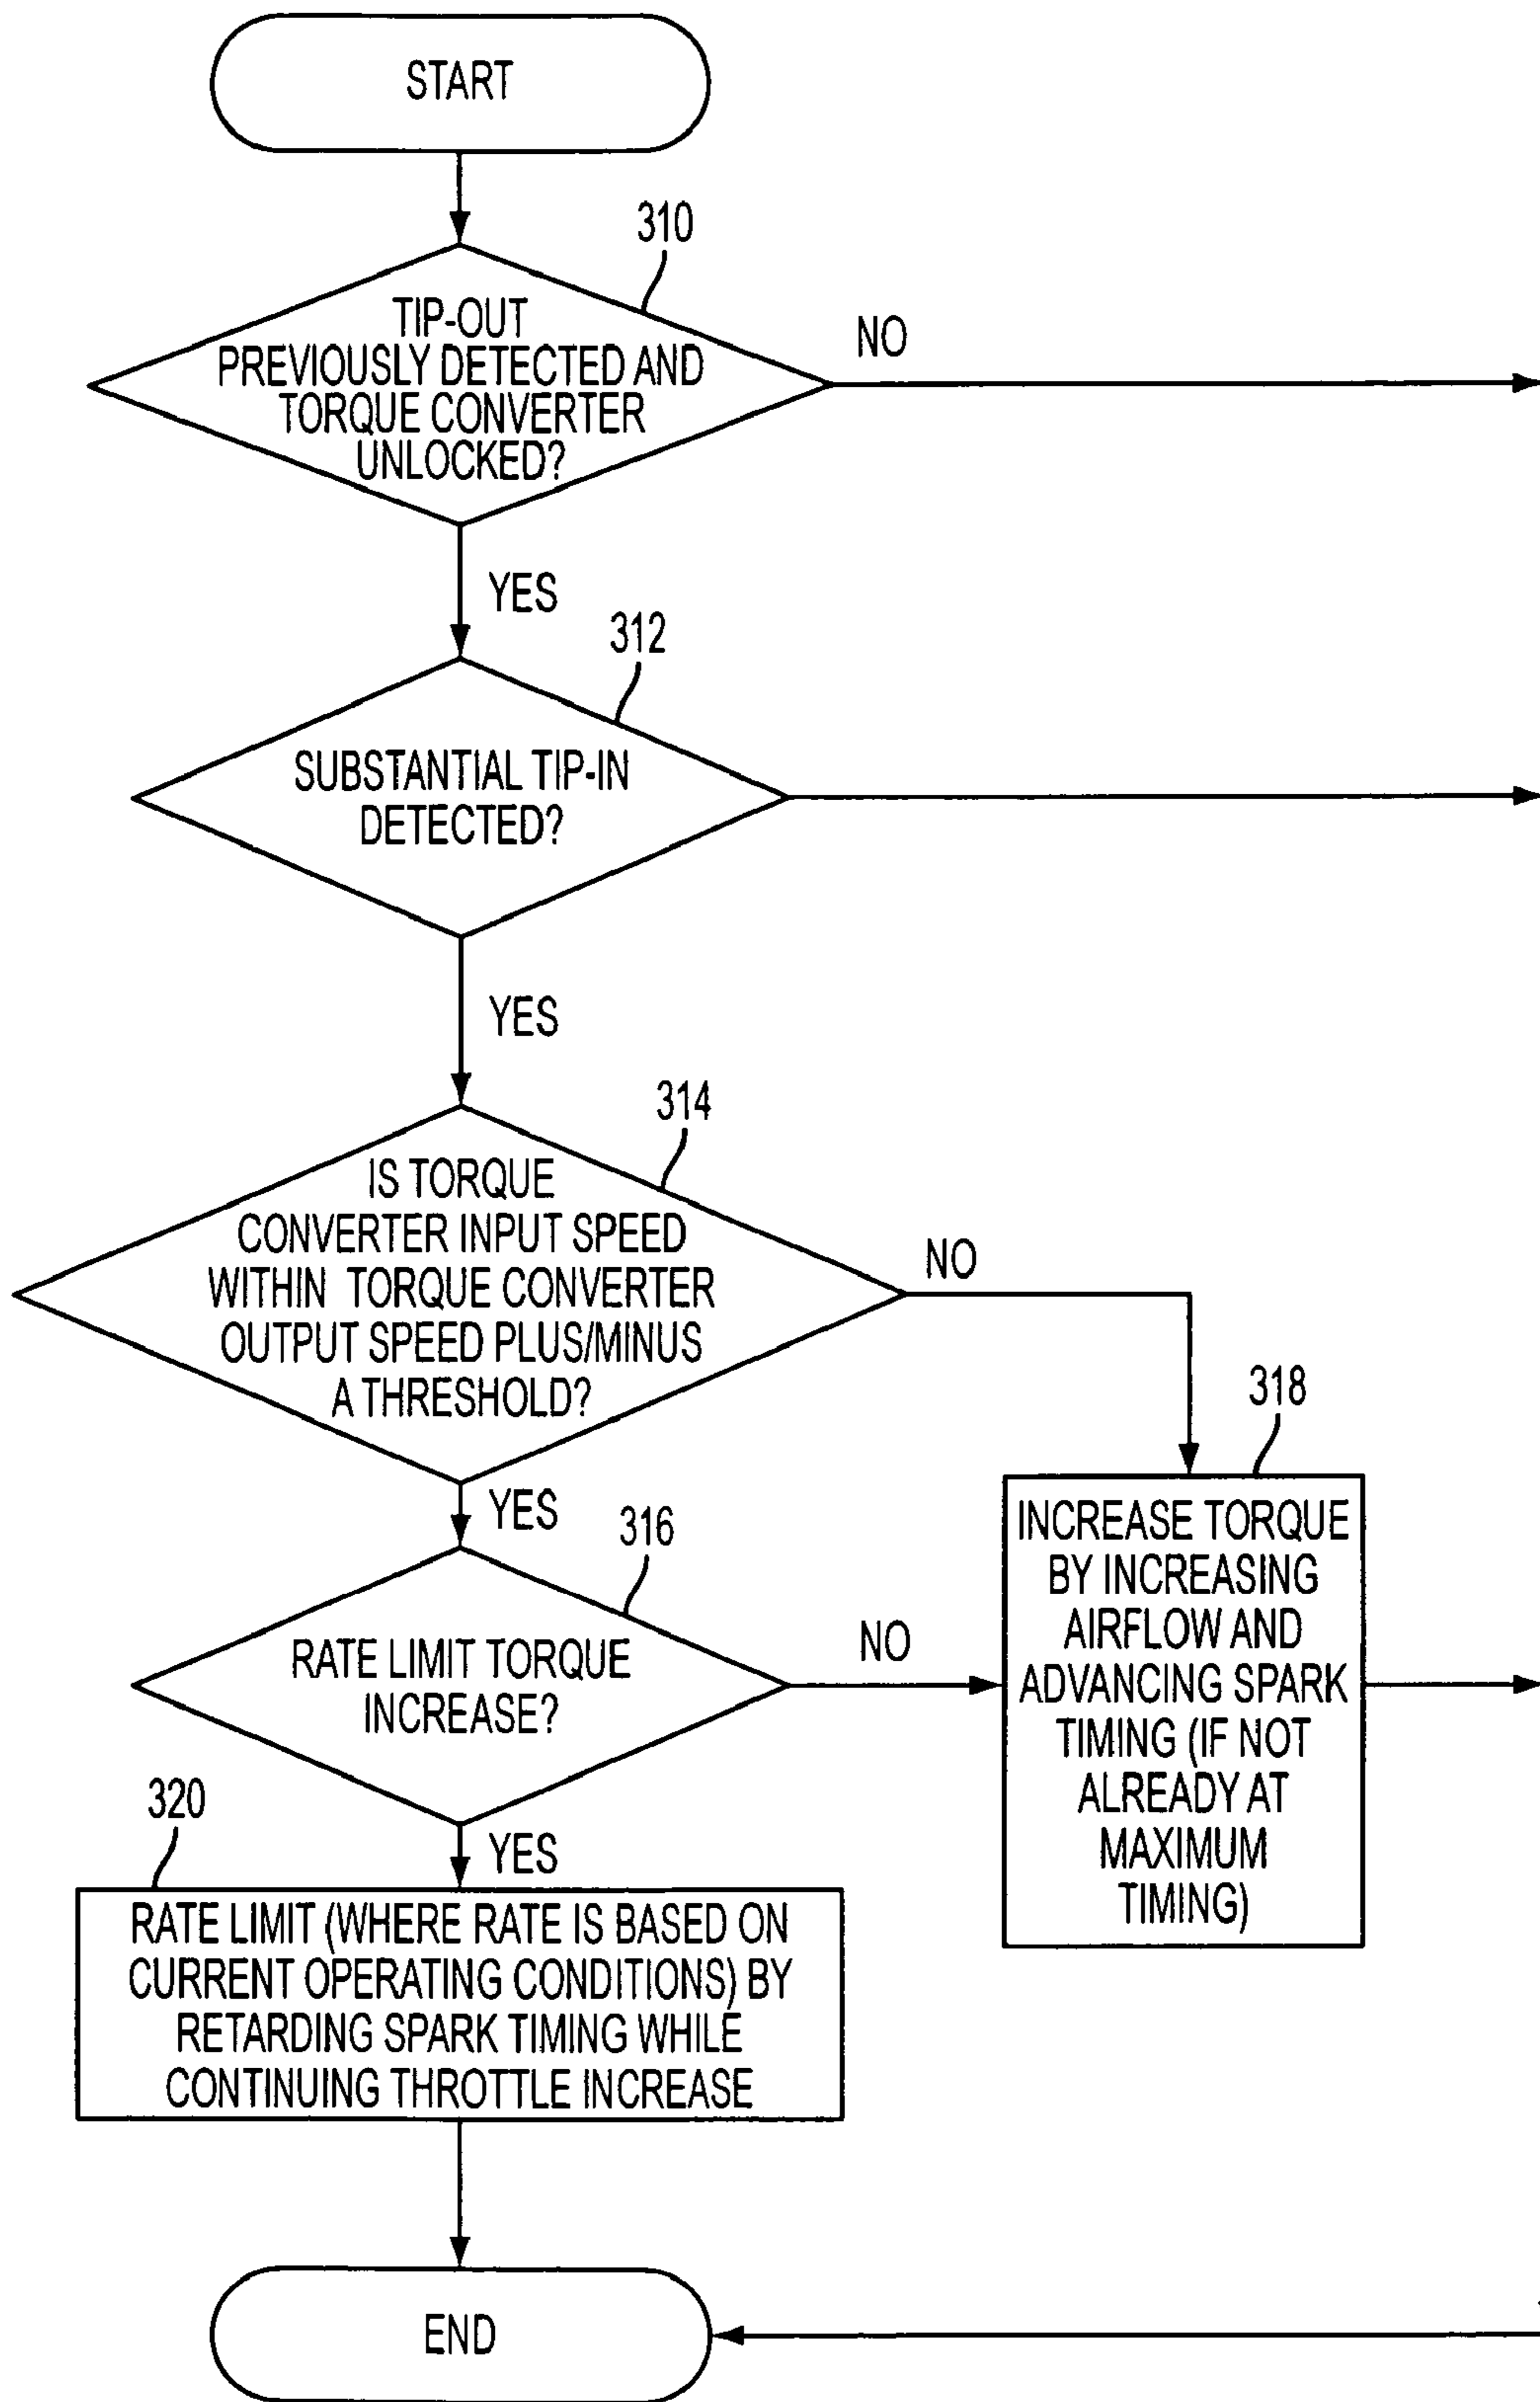 START
310
TIP-OUT
PREVIOUSLY DETECTED AND
TORQUE CONVERTER
UNLOCKED?
NO
YES
312
SUBSTANTIAL TIP-IN
DETECTED?
YES
314
IS TORQUE
CONVERTER INPUT SPEED
WITHIN TORQUE CONVERTER
OUTPUT SPEED PLUS/MINUS
A THRESHOLD?
NO
YES
316
RATE LIMIT TORQUE
INCREASE?
NO
318
INCREASE TORQUE
BY INCREASING
AIRFLOW AND
ADVANCING SPARK
TIMING (IF NOT
ALREADY AT
MAXIMUM
TIMING)
YES
320
RATE LIMIT (WHERE RATE IS BASED ON
CURRENT OPERATING CONDITIONS) BY
RETARDING SPARK TIMING WHILE
CONTINUING THROTTLE INCREASE
END